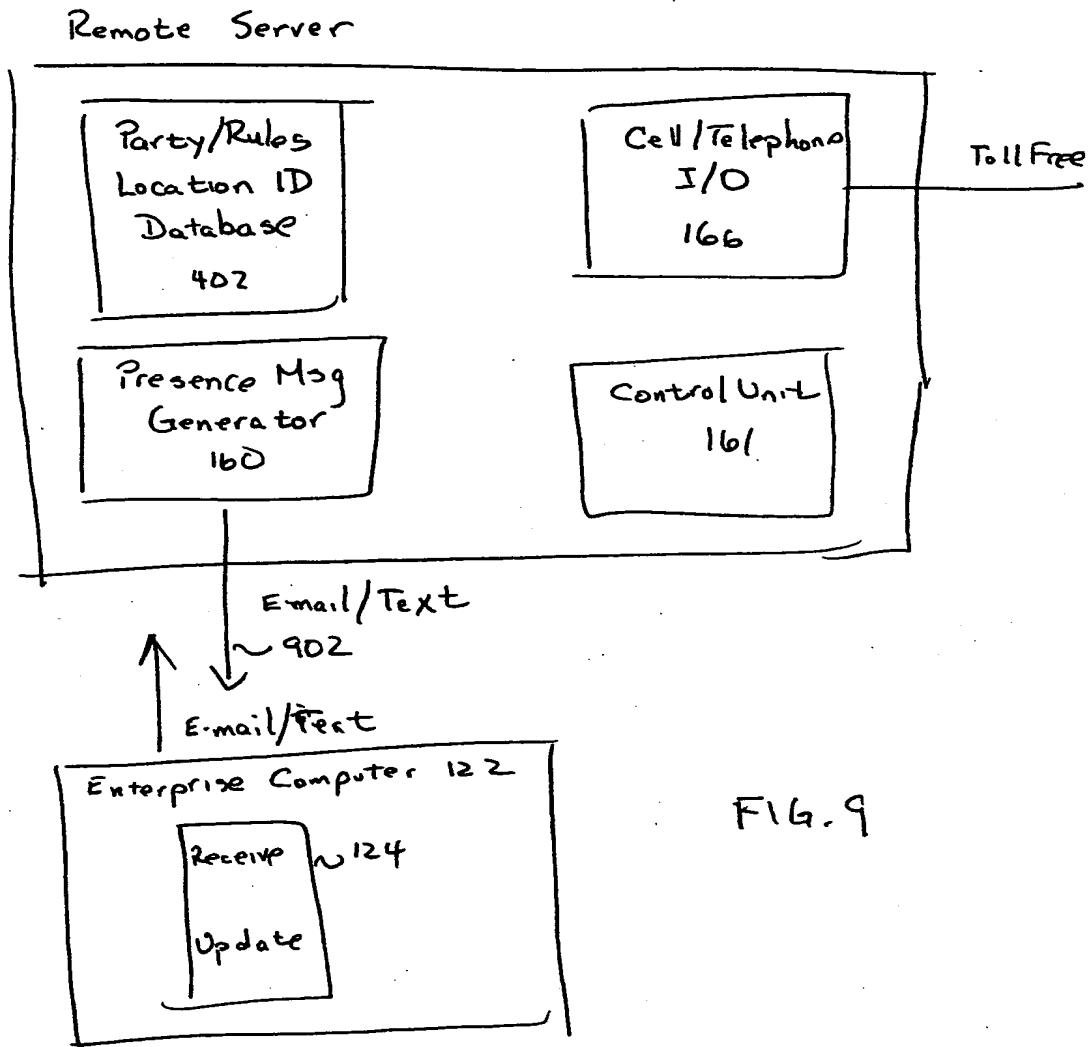 Remote Server
Party/Rules
Location ID
Database
402
Cell/Telephone
I/O
166
Toll Free
Presence Msg
Generator
160
Control Unit
161
E-mail/Text
902
E-mail/Text
Enterprise Computer 122
Receive
124
Update
FIG. 9